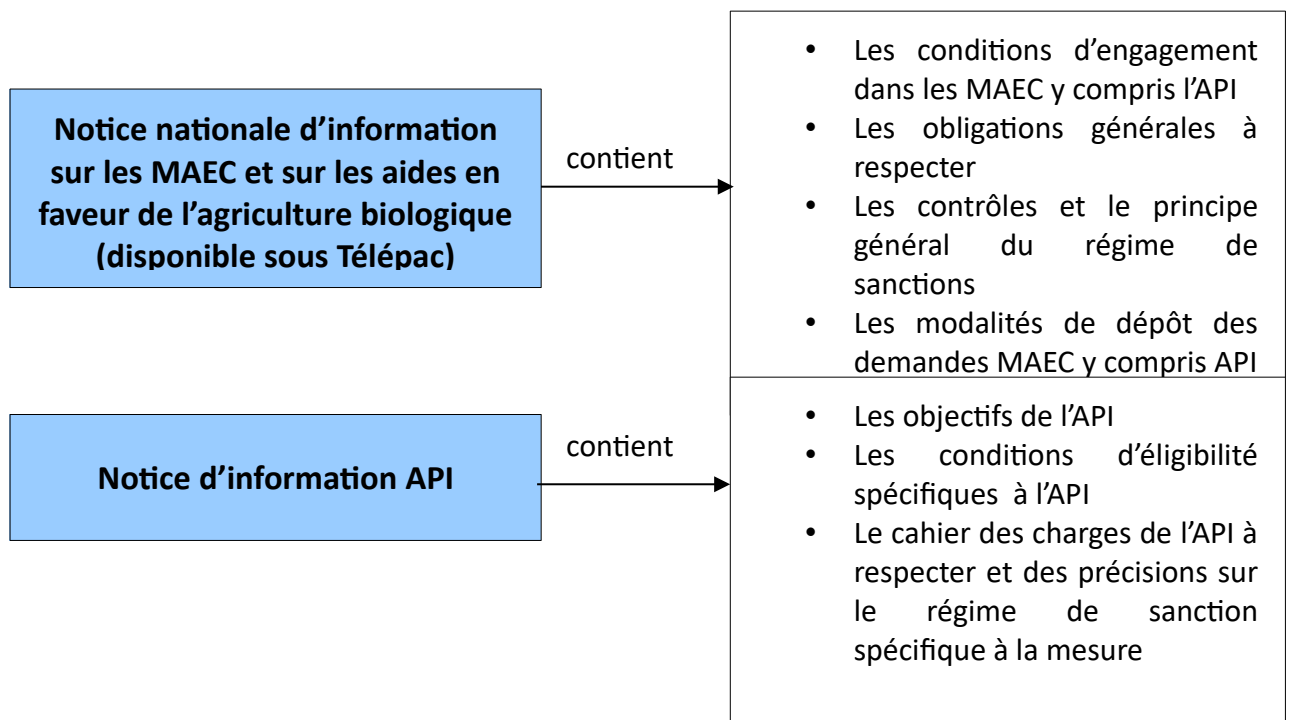 Notice nationale d’information
sur les MAEC et sur les aides en
faveur de l’agriculture biologique
(disponible sous Télépac)
contient
• Les conditions d’engagement
dans les MAEC y compris l’API
• Les obligations générales à
respecter
• Les contrôles et le principe
général du régime de
sanctions
• Les modalités de dépôt des
demandes MAEC y compris API
Notice d’information API
contient
• Les objectifs de l’API
• Les conditions d’éligibilité
spécifiques à l’API
• Le cahier des charges de l’API à
respecter et des précisions sur
le régime de sanction
spécifique à la mesure